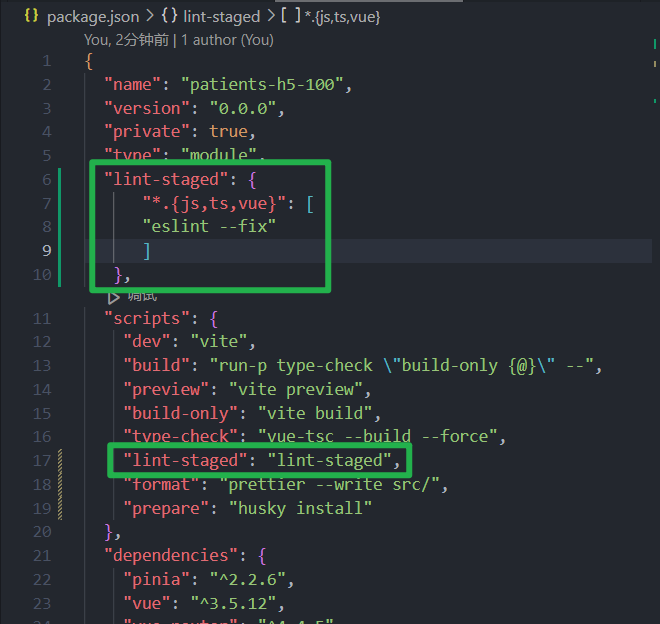 {} package.json > {} lint-staged > [ ] *.{js,ts,vue}
You, 2分钟前 | 1 author (You)
1 {
2 "name": "patients-h5-100",
3 "version": "0.0.0",
4 "private": true,
5 "type": "module",
6 "lint-staged": {
7 "*.{js,ts,vue}": [
8 "eslint --fix"
9 ]
10 },
调试
11 "scripts": {
12 "dev": "vite",
13 "build": "run-p type-check \"build-only {@}\" --",
14 "preview": "vite preview",
15 "build-only": "vite build",
16 "type-check": "vue-tsc --build --force",
17 "lint-staged": "lint-staged",
18 "format": "prettier --write src/",
19 "prepare": "husky install"
20 },
21 "dependencies": {
22 "pinia": "^2.2.6",
23 "vue": "^3.5.12",